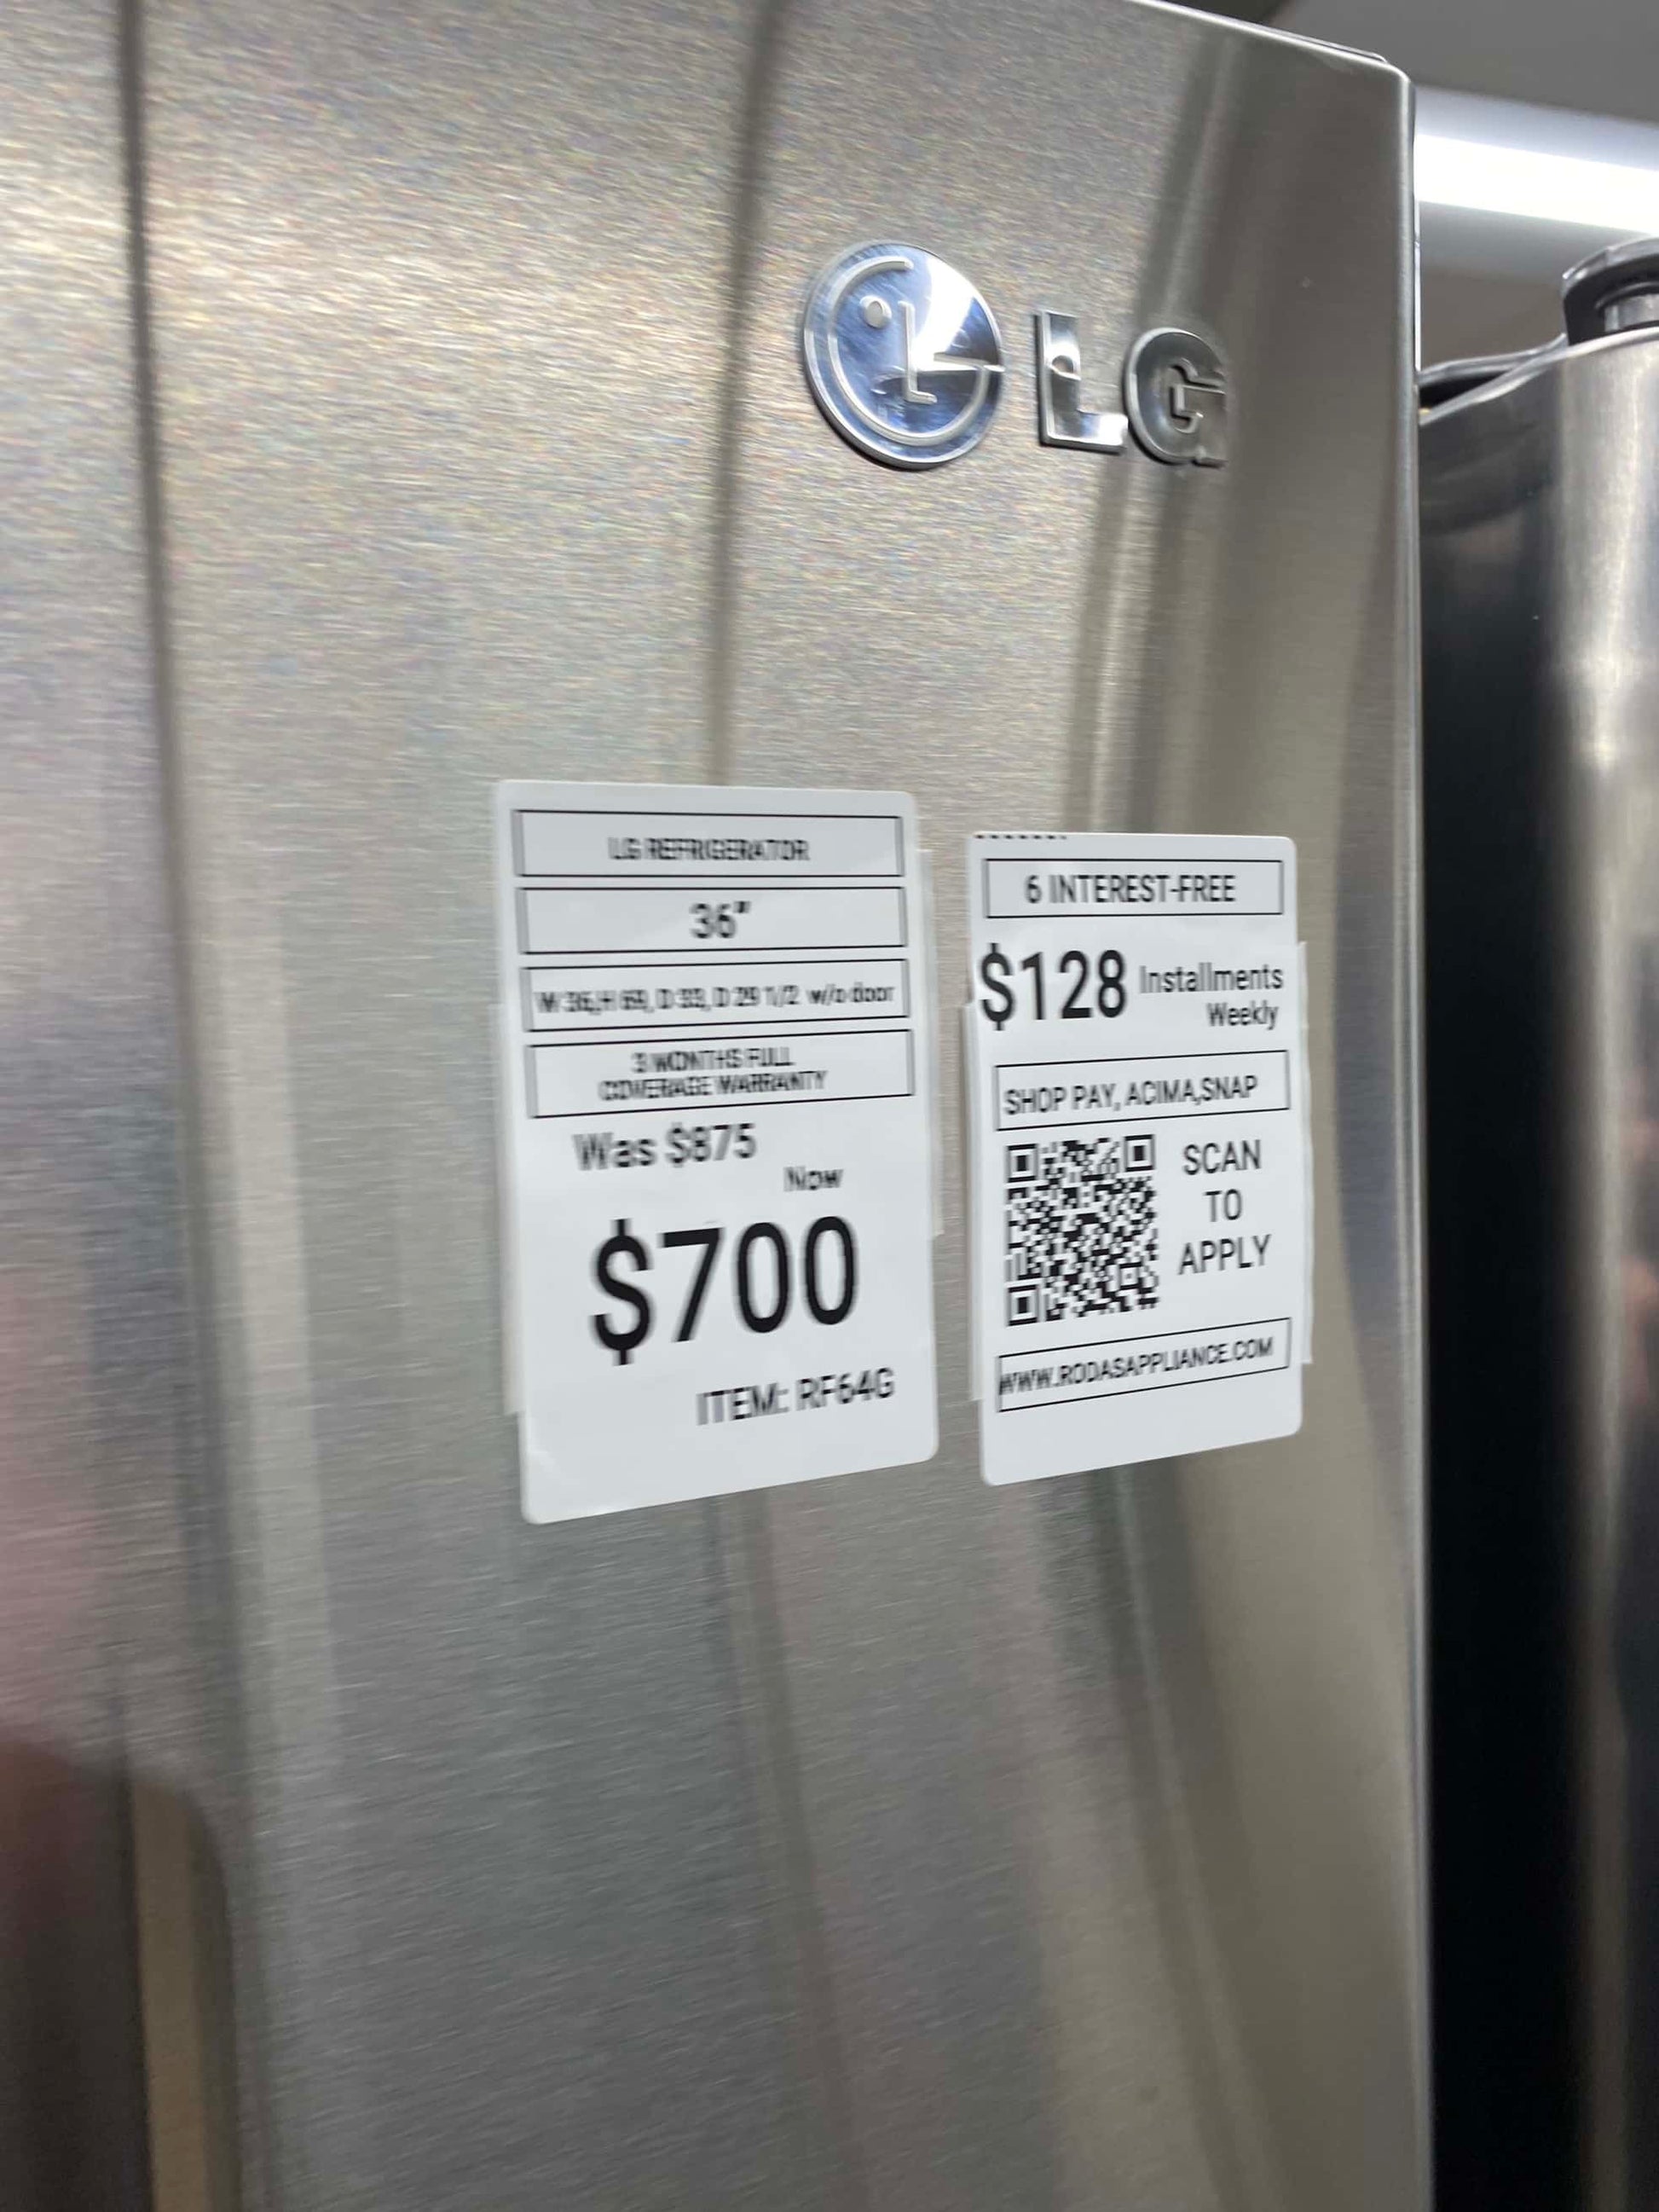 LG
LG REFRIGERATOR
36"
W 36, H 69, D 33, D 29 1/2 w/o door
3 MONTHS FULL
COVERAGE WARRANTY
Was $875
Now
$700
ITEM: RF64G
6 INTEREST-FREE
$128 Installments
Weekly
SHOP PAY, ACIMA,SNAP
SCAN
TO
APPLY
WWW.RODASAPPLIANCE.COM